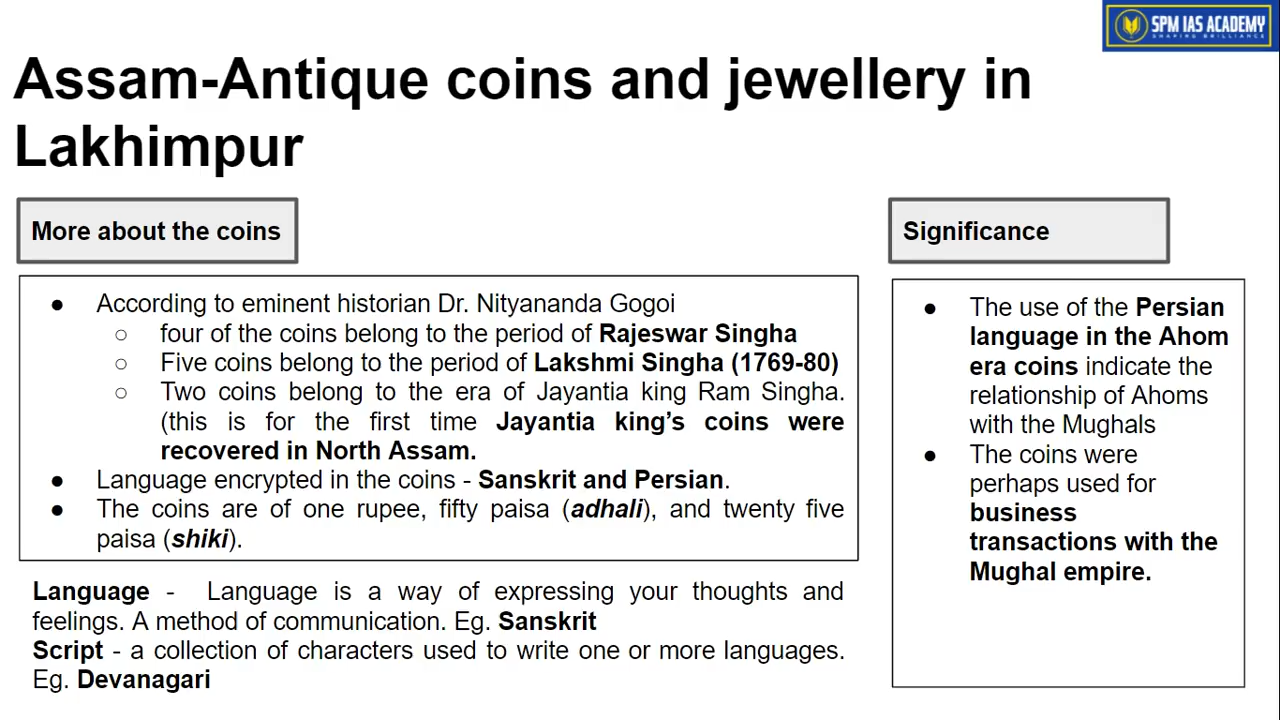 SPM IAS ACADEMY
SHAPING BRILLIANCE
Assam-Antique coins and jewellery in
Lakhimpur
More about the coins
● According to eminent historian Dr. Nityananda Gogoi
○ four of the coins belong to the period of Rajeswar Singha
○ Five coins belong to the period of Lakshmi Singha (1769-80)
○ Two coins belong to the era of Jayantia king Ram Singha.
(this is for the first time Jayantia king’s coins were
recovered in North Assam.
● Language encrypted in the coins - Sanskrit and Persian.
● The coins are of one rupee, fifty paisa (adhali), and twenty five
paisa (shiki).
Language - Language is a way of expressing your thoughts and
feelings. A method of communication. Eg. Sanskrit
Script - a collection of characters used to write one or more languages.
Eg. Devanagari
Significance
● The use of the Persian
language in the Ahom
era coins indicate the
relationship of Ahoms
with the Mughals
● The coins were
perhaps used for
business
transactions with the
Mughal empire.